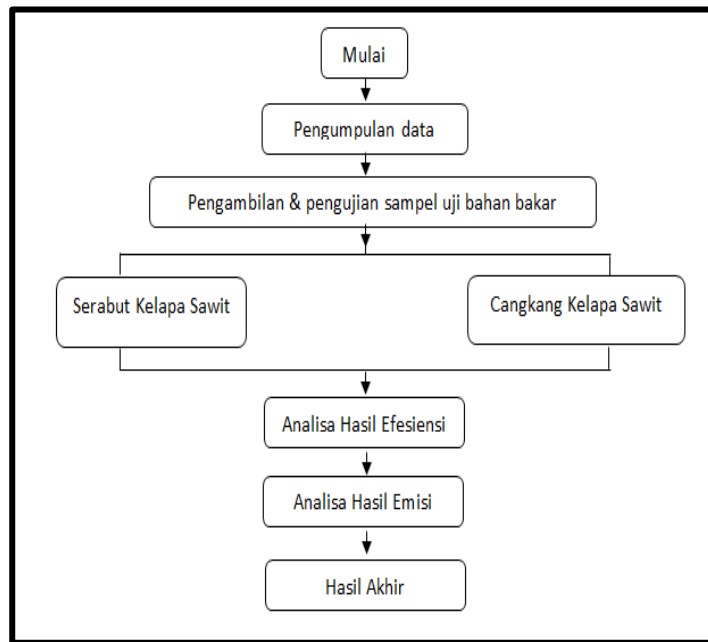 Mulai
Pengumpulan data
Pengambilan & pengujian sampel uji bahan bakar
Serabut Kelapa Sawit
Cangkang Kelapa Sawit
Analisa Hasil Efesiensi
Analisa Hasil Emisi
Hasil Akhir